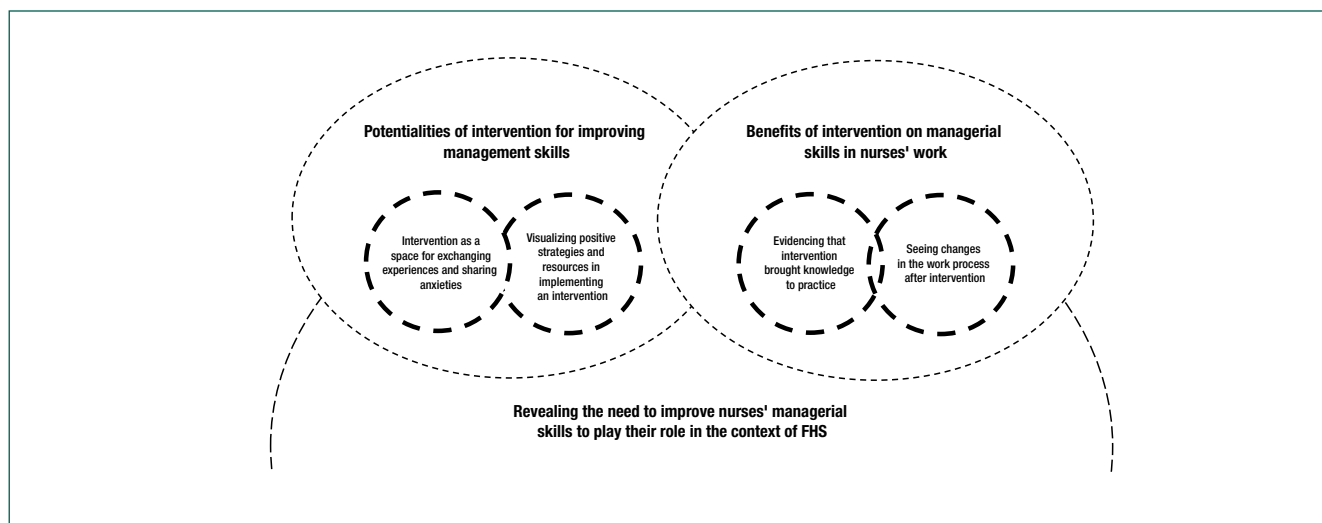 Potentialities of intervention for improving
management skills
Benefits of intervention on managerial
skills in nurses' work
Intervention as a
space for exchanging
experiences and sharing
anxieties
Visualizing positive
strategies and
resources in
implementing
an intervention
Evidencing that
intervention
brought knowledge
to practice
Seeing changes
in the work process
after intervention
Revealing the need to improve nurses' managerial
skills to play their role in the context of FHS